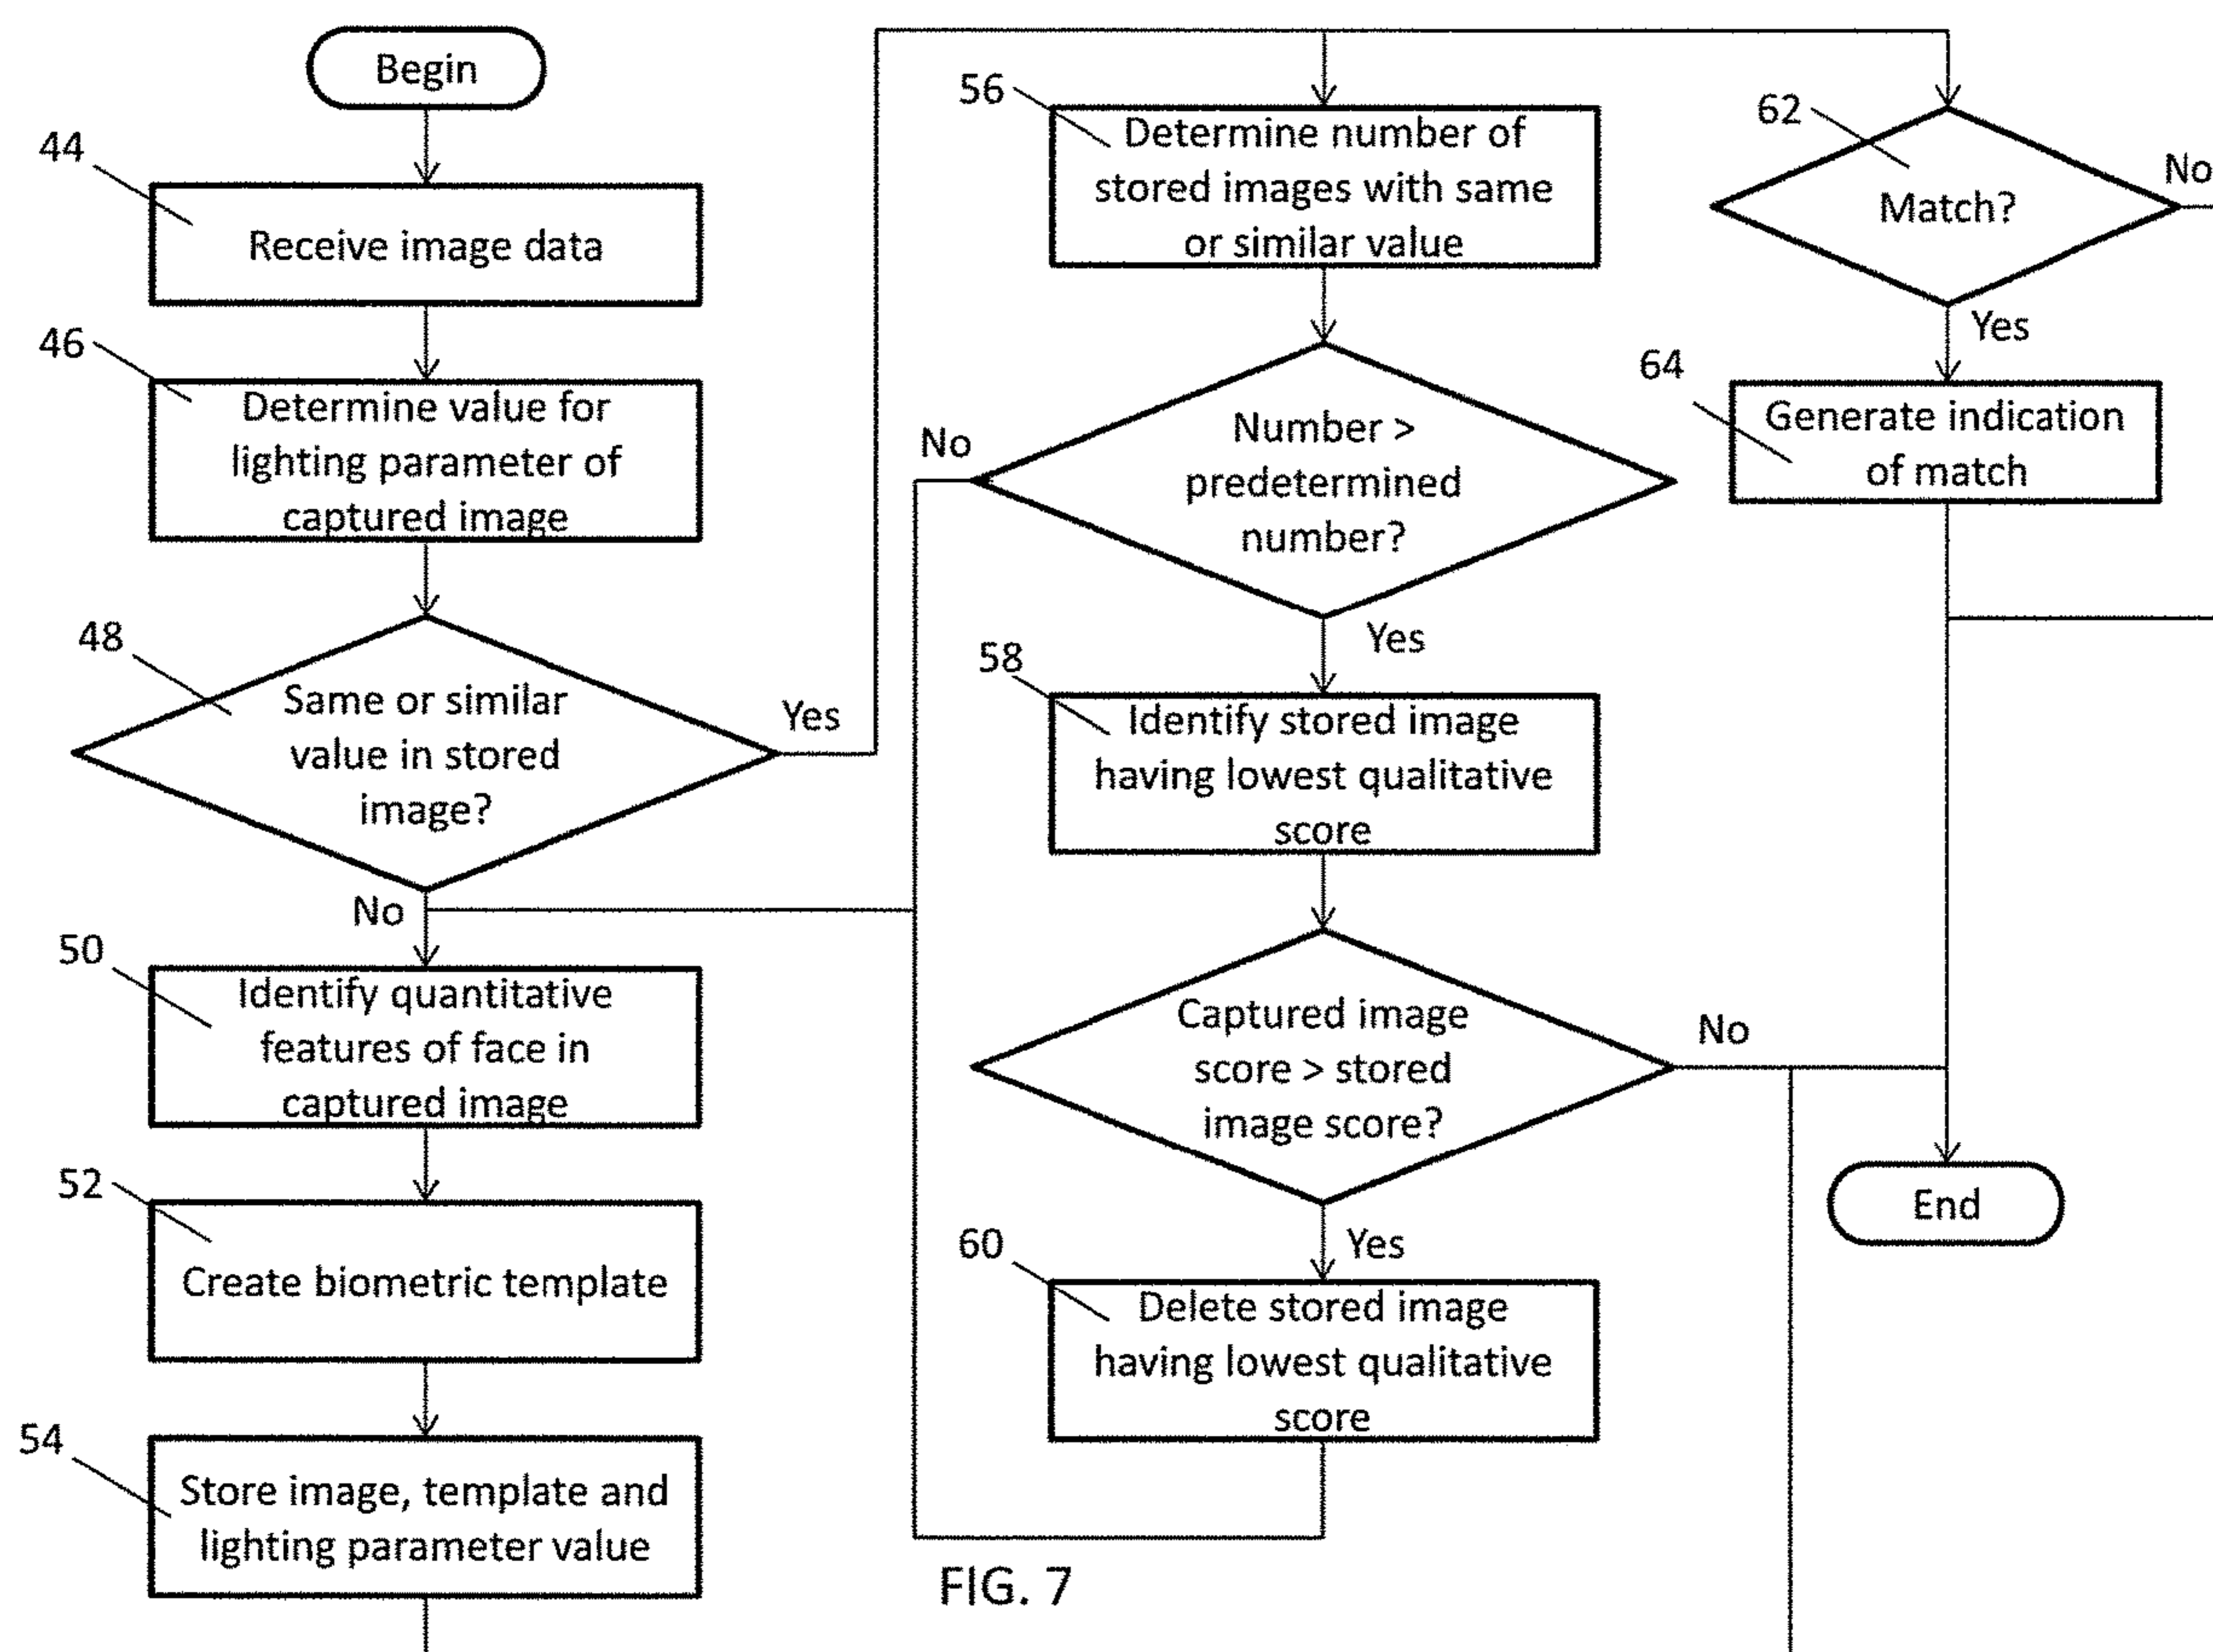 Begin
44
Receive image data
46
Determine value for
lighting parameter of
captured image
48
Same or similar
value in stored
image?
Yes
No
50
Identify quantitative
features of face in
captured image
52
Create biometric template
54
Store image, template and
lighting parameter value
56
Determine number of
stored images with same
or similar value
Number >
predetermined
number?
No
Yes
58
Identify stored image
having lowest qualitative
score
Captured image
score > stored
image score?
No
Yes
60
Delete stored image
having lowest qualitative
score
62
Match?
No
Yes
64
Generate indication
of match
End
FIG. 7